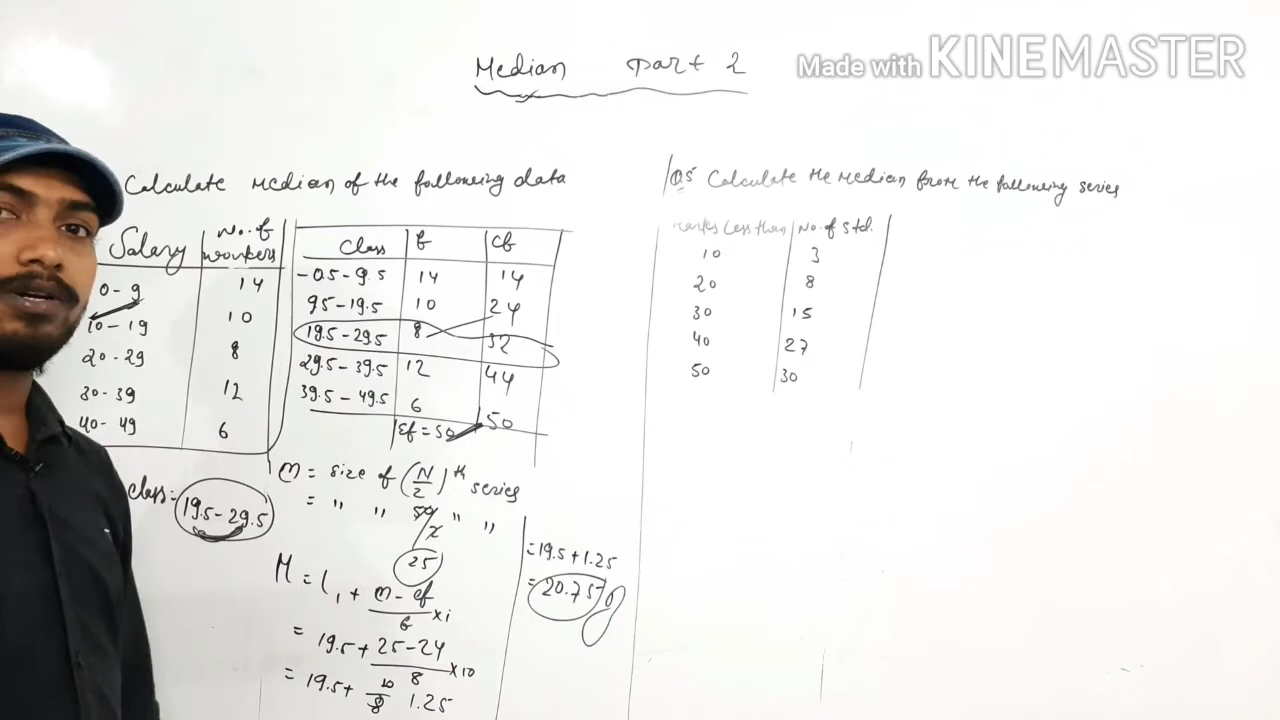 Median Part 2
Made with KINEMASTER
Calculate Median of the following data
Salary No. of workers
0-9 14
10-19 10
20-29 8
30-39 12
40-49 6
Class f cf
-0.5-9.5 14 14
9.5-19.5 10 24
19.5-29.5 8 32
29.5-39.5 12 44
39.5-49.5 6 50
Σf=50
class = 19.5-29.5
m = size of (N/2)th series
= " " 50/2 " "
25
M = l1 + m-cf/f ×i
= 19.5+ 25-24/8 ×10
= 19.5+ 10/8 1.25
= 19.5+1.25
= 20.75
Q5 Calculate the Median from the following series
Marks Less than No. of Std.
10 3
20 8
30 15
40 27
50 30